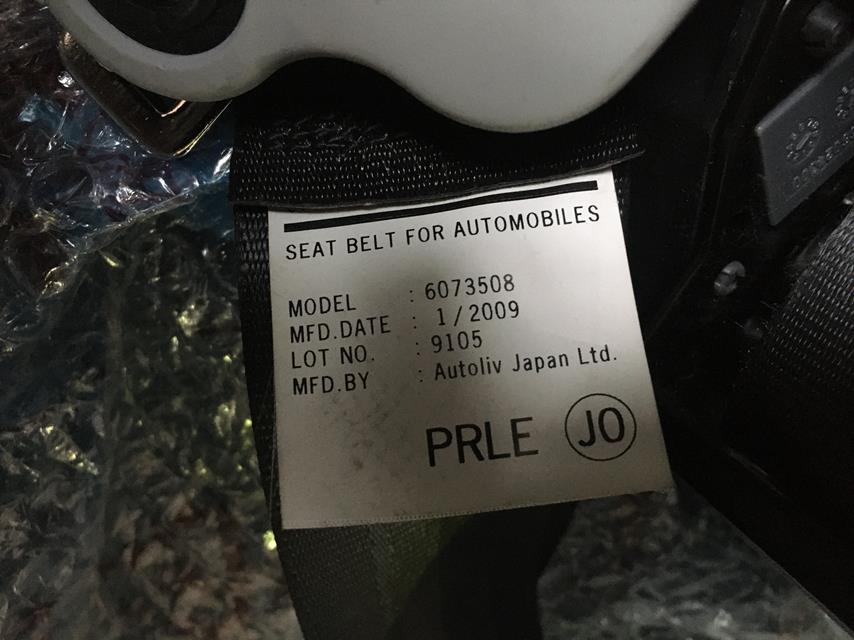 SEAT BELT FOR AUTOMOBILES
MODEL : 6073508
MFD.DATE : 1/2009
LOT NO. : 9105
MFD.BY : Autoliv Japan Ltd.
PRLE JO